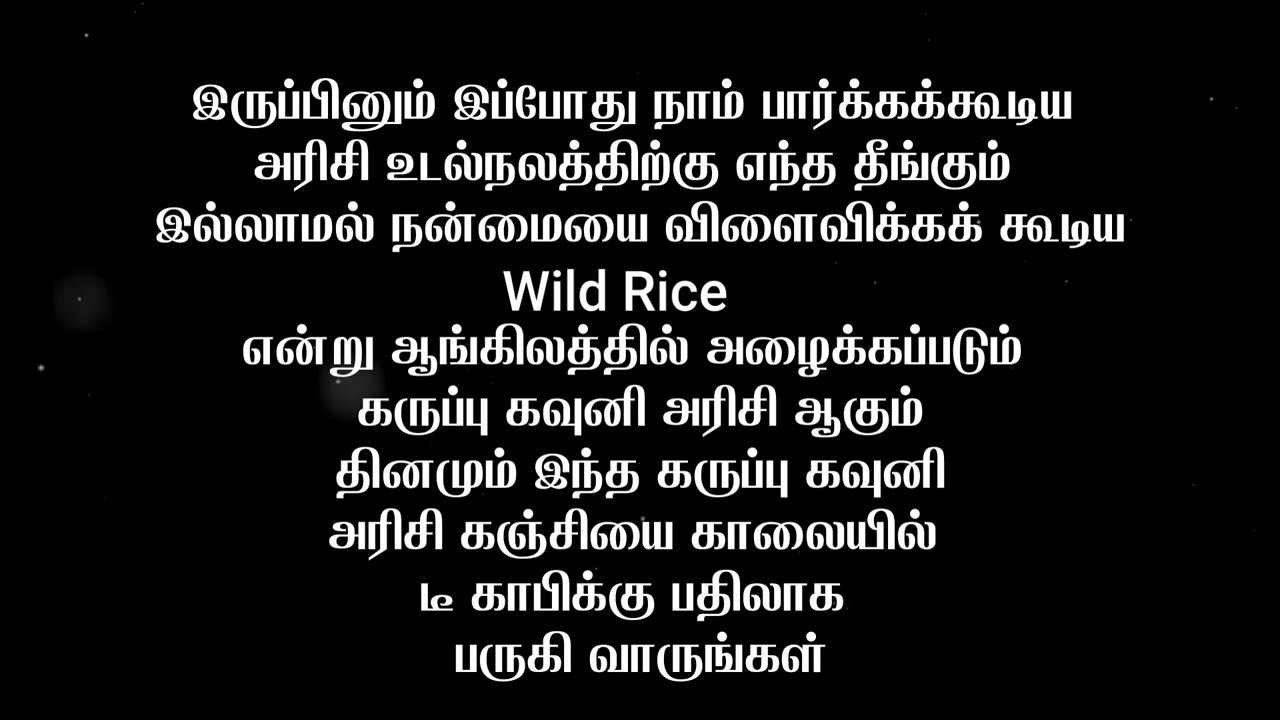 இருப்பினும் இப்போது நாம் பார்க்கக்கூடிய
அரிசி உடல்நலத்திற்கு எந்த தீங்கும்
இல்லாமல் நன்மையை விளைவிக்கக் கூடிய
Wild Rice
என்று ஆங்கிலத்தில் அழைக்கப்படும்
கருப்பு கவுனி அரிசி ஆகும்
தினமும் இந்த கருப்பு கவுனி
அரிசி கஞ்சியை காலையில்
டீ காபிக்கு பதிலாக
பருகி வாருங்கள்